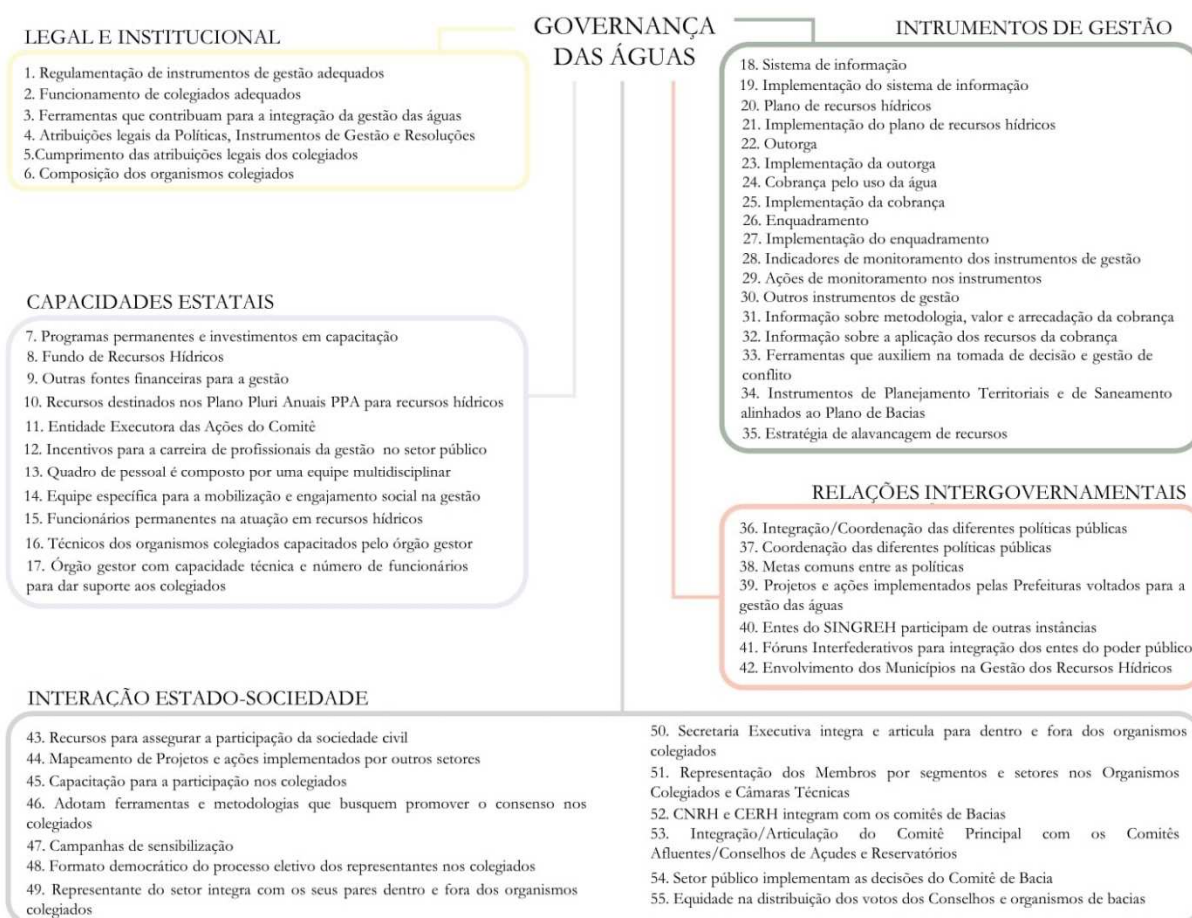 GOVERNANÇA
DAS ÁGUAS
LEGAL E INSTITUCIONAL
1. Regulamentação de instrumentos de gestão adequados
2. Funcionamento de colegiados adequados
3. Ferramentas que contribuam para a integração da gestão das águas
4. Atribuições legais da Políticas, Instrumentos de Gestão e Resoluções
5.Cumprimento das atribuições legais dos colegiados
6. Composição dos organismos colegiados
CAPACIDADES ESTATAIS
7. Programas permanentes e investimentos em capacitação
8. Fundo de Recursos Hídricos
9. Outras fontes financeiras para a gestão
10. Recursos destinados nos Plano Pluri Anuais PPA para recursos hídricos
11. Entidade Executora das Ações do Comitê
12. Incentivos para a carreira de profissionais da gestão no setor público
13. Quadro de pessoal é composto por uma equipe multidisciplinar
14. Equipe específica para a mobilização e engajamento social na gestão
15. Funcionários permanentes na atuação em recursos hídricos
16. Técnicos dos organismos colegiados capacitados pelo órgão gestor
17. Órgão gestor com capacidade técnica e número de funcionários
para dar suporte aos colegiados
INTRUMENTOS DE GESTÃO
18. Sistema de informação
19. Implementação do sistema de informação
20. Plano de recursos hídricos
21. Implementação do plano de recursos hídricos
22. Outorga
23. Implementação da outorga
24. Cobrança pelo uso da água
25. Implementação da cobrança
26. Enquadramento
27. Implementação do enquadramento
28. Indicadores de monitoramento dos instrumentos de gestão
29. Ações de monitoramento nos instrumentos
30. Outros instrumentos de gestão
31. Informação sobre metodologia, valor e arrecadação da cobrança
32. Informação sobre a aplicação dos recursos da cobrança
33. Ferramentas que auxiliem na tomada de decisão e gestão de
conflito
34. Instrumentos de Planejamento Territoriais e de Saneamento
alinhados ao Plano de Bacias
35. Estratégia de alavancagem de recursos
RELAÇÕES INTERGOVERNAMENTAIS
36. Integração/Coordenação das diferentes políticas públicas
37. Coordenação das diferentes políticas públicas
38. Metas comuns entre as políticas
39. Projetos e ações implementados pelas Prefeituras voltados para a
gestão das águas
40. Entes do SINGREH participam de outras instâncias
41. Fóruns Interfederativos para integração dos entes do poder público
42. Envolvimento dos Municípios na Gestão dos Recursos Hídricos
INTERAÇÃO ESTADO-SOCIEDADE
43. Recursos para assegurar a participação da sociedade civil
44. Mapeamento de Projetos e ações implementados por outros setores
45. Capacitação para a participação nos colegiados
46. Adotam ferramentas e metodologias que busquem promover o consenso nos
colegiados
47. Campanhas de sensibilização
48. Formato democrático do processo eletivo dos representantes nos colegiados
49. Representante do setor integra com os seus pares dentro e fora dos organismos
colegiados
50. Secretaria Executiva integra e articula para dentro e fora dos organismos
colegiados
51. Representação dos Membros por segmentos e setores nos Organismos
Colegiados e Câmaras Técnicas
52. CNRH e CERH integram com os comitês de Bacias
53. Integração/Articulação do Comitê Principal com os Comitês
Afluentes/Conselhos de Açudes e Reservatórios
54. Setor público implementam as decisões do Comitê de Bacia
55. Equidade na distribuição dos votos dos Conselhos e organismos de bacias